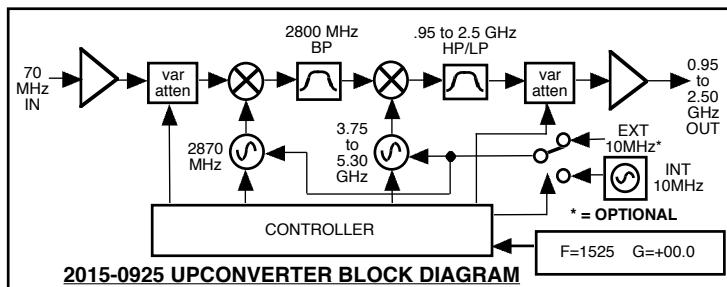 2800 MHz
BP
.95 to 2.5 GHz
HP/LP
70
MHz
IN
var
atten
var
atten
0.95
to
2.50
GHz
OUT
2870
MHz
3.75
to
5.30
GHz
EXT
10MHz*
INT
10MHz
* = OPTIONAL
CONTROLLER
F=1525 G=+00.0
2015-0925 UPCONVERTER BLOCK DIAGRAM